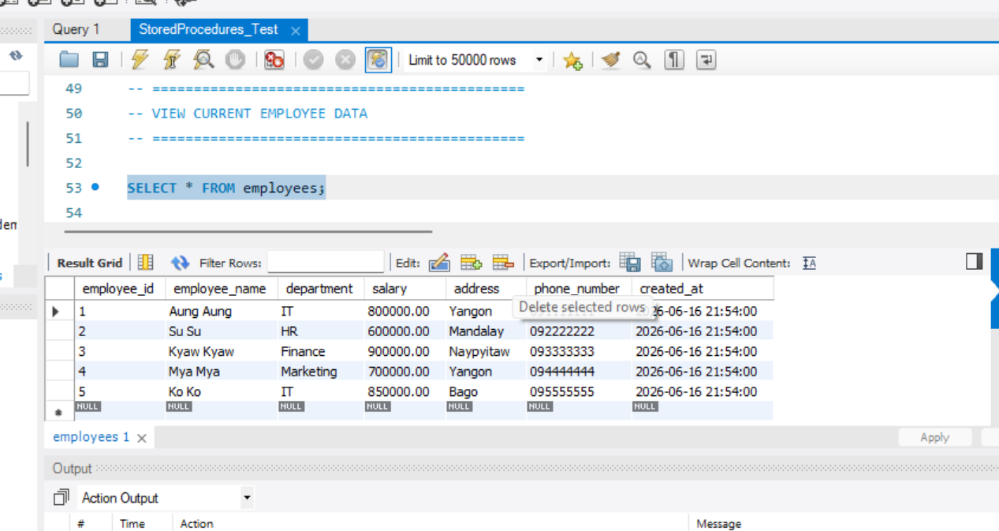 Query 1
StoredProcedures_Test
Limit to 50000 rows
49 -- =============================================
50 -- VIEW CURRENT EMPLOYEE DATA
51 -- =============================================
52
53 SELECT * FROM employees;
54
Result Grid Filter Rows: Edit: Export/Import: Wrap Cell Content:
employee_id employee_name department salary address phone_number created_at
Delete selected rows
1 Aung Aung IT 800000.00 Yangon 2026-06-16 21:54:00
2 Su Su HR 600000.00 Mandalay 092222222 2026-06-16 21:54:00
3 Kyaw Kyaw Finance 900000.00 Naypyitaw 093333333 2026-06-16 21:54:00
4 Mya Mya Marketing 700000.00 Yangon 094444444 2026-06-16 21:54:00
5 Ko Ko IT 850000.00 Bago 095555555 2026-06-16 21:54:00
NULL NULL NULL NULL NULL NULL NULL
employees 1
Apply
Output
Action Output
# Time Action Message